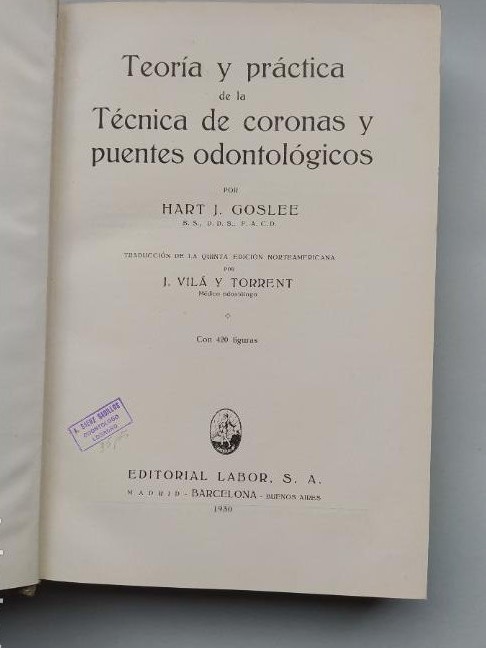 Teoría y práctica
de la
Técnica de coronas y
puentes odontológicos
POR
HART J. GOSLEE
B. S., D. D. S., F. A. C. D.
TRADUCCIÓN DE LA QUINTA EDICIÓN NORTEAMERICANA
POR
J. VILÁ Y TORRENT
Médico odontólogo
Con 420 figuras
ODONTOLOGO
EDITORIAL LABOR, S. A.
MADRID - BARCELONA - BUENOS AIRES
1930